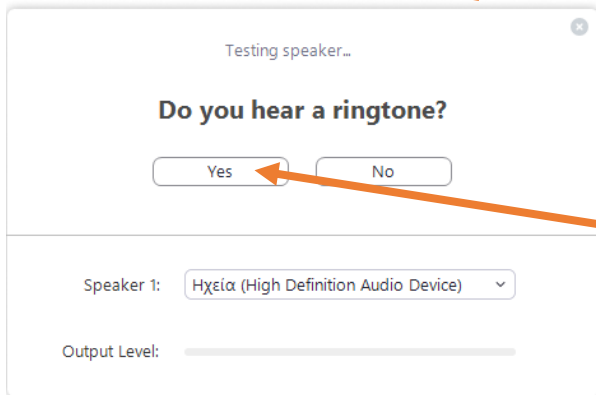 Testing speaker...
Do you hear a ringtone?
Yes No
Speaker 1: Ηχεία (High Definition Audio Device)
Output Level: